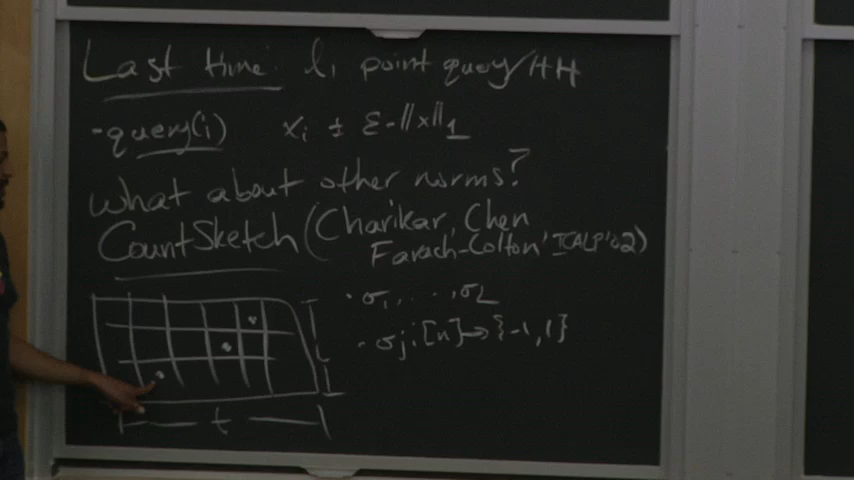 Last time: l₁ point query/HH
- query(i) xᵢ ± ε·‖x‖₁
What about other norms?
CountSketch (Charikar, Chen
Farach-Colton' ICALP'02)
· σ₁, ..., σL
· σj: [n] → {-1, 1}
L
t